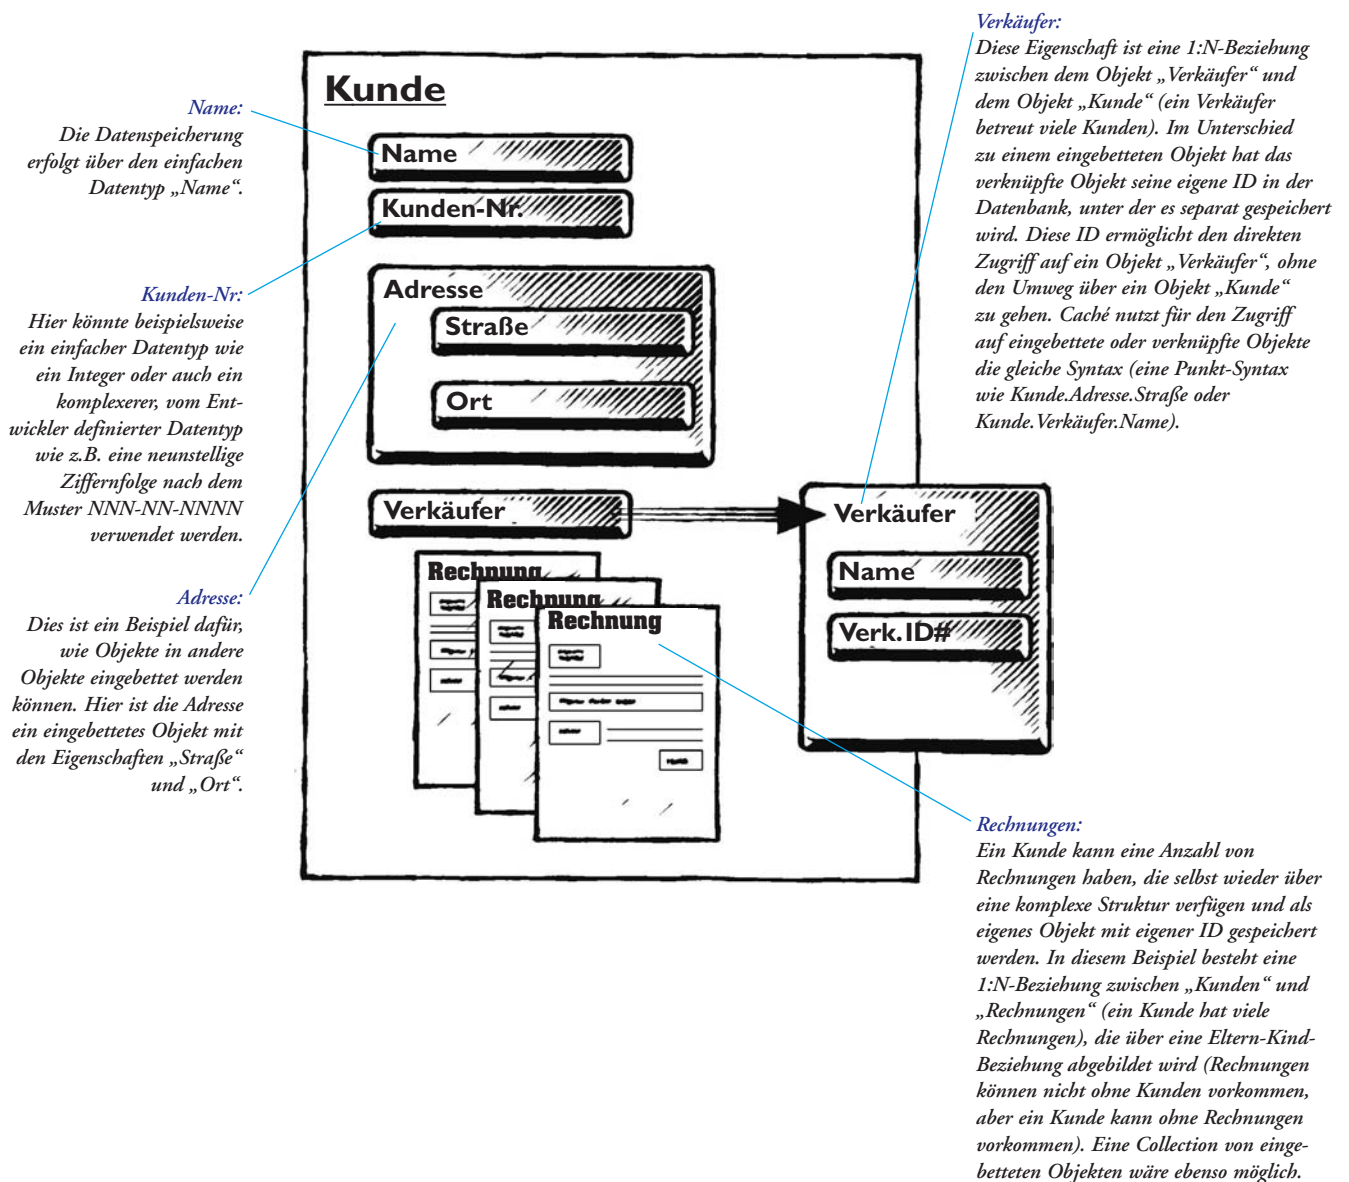 Name:
Die Datenspeicherung
erfolgt über den einfachen
Datentyp „Name“.
Kunden-Nr:
Hier könnte beispielsweise
ein einfacher Datentyp wie
ein Integer oder auch ein
komplexerer, vom Ent-
wickler definierter Datentyp
wie z.B. eine neunstellige
Ziffernfolge nach dem
Muster NNN-NN-NNNN
verwendet werden.
Adresse:
Dies ist ein Beispiel dafür,
wie Objekte in andere
Objekte eingebettet werden
können. Hier ist die Adresse
ein eingebettetes Objekt mit
den Eigenschaften „Straße“
und „Ort“.
Kunde
Name
Kunden-Nr.
Adresse
Straße
Ort
Verkäufer
Rechnung
Rechnung
Rechnung
Verkäufer
Name
Verk.ID#
Verkäufer:
Diese Eigenschaft ist eine 1:N-Beziehung
zwischen dem Objekt „Verkäufer“ und
dem Objekt „Kunde“ (ein Verkäufer
betreut viele Kunden). Im Unterschied
zu einem eingebetteten Objekt hat das
verknüpfte Objekt seine eigene ID in der
Datenbank, unter der es separat gespeichert
wird. Diese ID ermöglicht den direkten
Zugriff auf ein Objekt „Verkäufer“, ohne
den Umweg über ein Objekt „Kunde“
zu gehen. Caché nutzt für den Zugriff
auf eingebettete oder verknüpfte Objekte
die gleiche Syntax (eine Punkt-Syntax
wie Kunde.Adresse.Straße oder
Kunde.Verkäufer.Name).
Rechnungen:
Ein Kunde kann eine Anzahl von
Rechnungen haben, die selbst wieder über
eine komplexe Struktur verfügen und als
eigenes Objekt mit eigener ID gespeichert
werden. In diesem Beispiel besteht eine
1:N-Beziehung zwischen „Kunden“ und
„Rechnungen“ (ein Kunde hat viele
Rechnungen), die über eine Eltern-Kind-
Beziehung abgebildet wird (Rechnungen
können nicht ohne Kunden vorkommen,
aber ein Kunde kann ohne Rechnungen
vorkommen). Eine Collection von einge-
betteten Objekten wäre ebenso möglich.